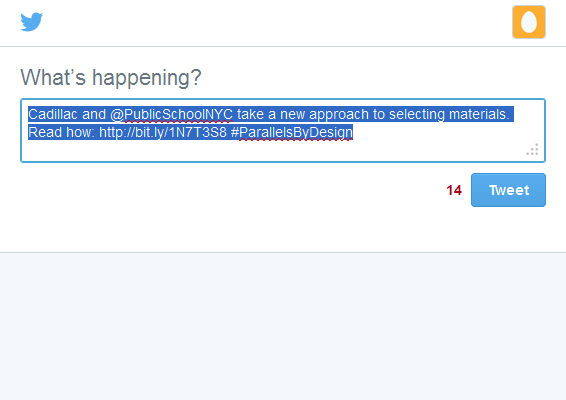 What's happening?
Cadillac and @PublicSchoolNYC take a new approach to selecting materials.
Read how: http://bit.ly/1N7T3S8 #ParallelsByDesign
14
Tweet